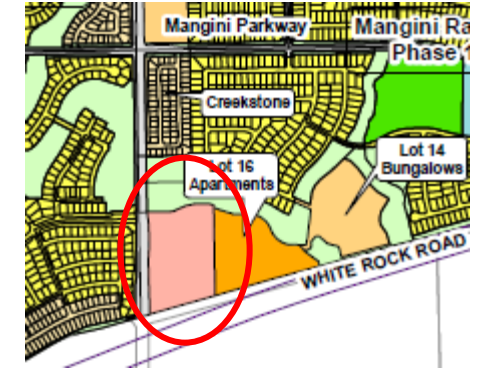 Mangini Parkway
Mangini Ra
Phase 1
Creekstone
Lot 16
Apartments
Lot 14
Bungalows
WHITE ROCK ROAD